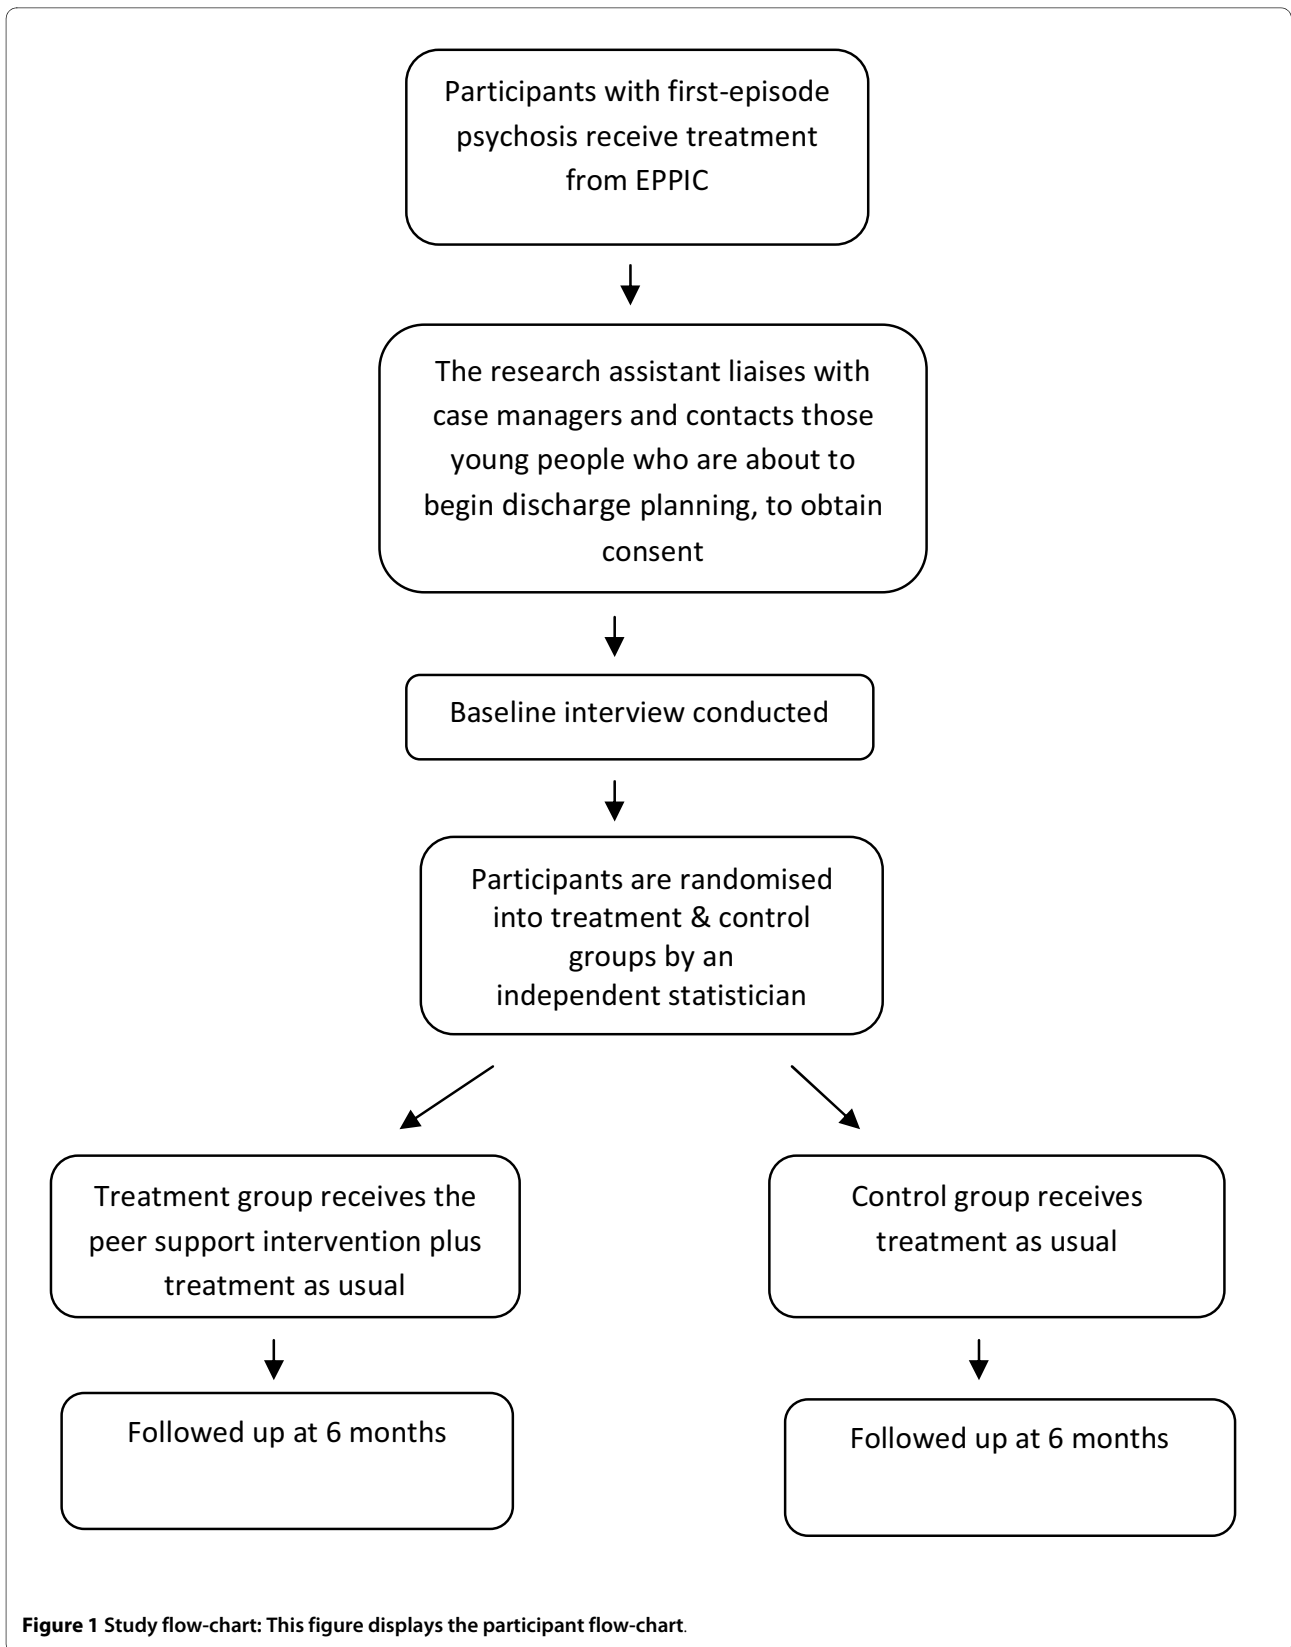 Participants with first-episode
psychosis receive treatment
from EPPIC
The research assistant liaises with
case managers and contacts those
young people who are about to
begin discharge planning, to obtain
consent
Baseline interview conducted
Participants are randomised
into treatment & control
groups by an
independent statistician
Treatment group receives the
peer support intervention plus
treatment as usual
Control group receives
treatment as usual
Followed up at 6 months
Followed up at 6 months
Figure 1 Study flow-chart: This figure displays the participant flow-chart.